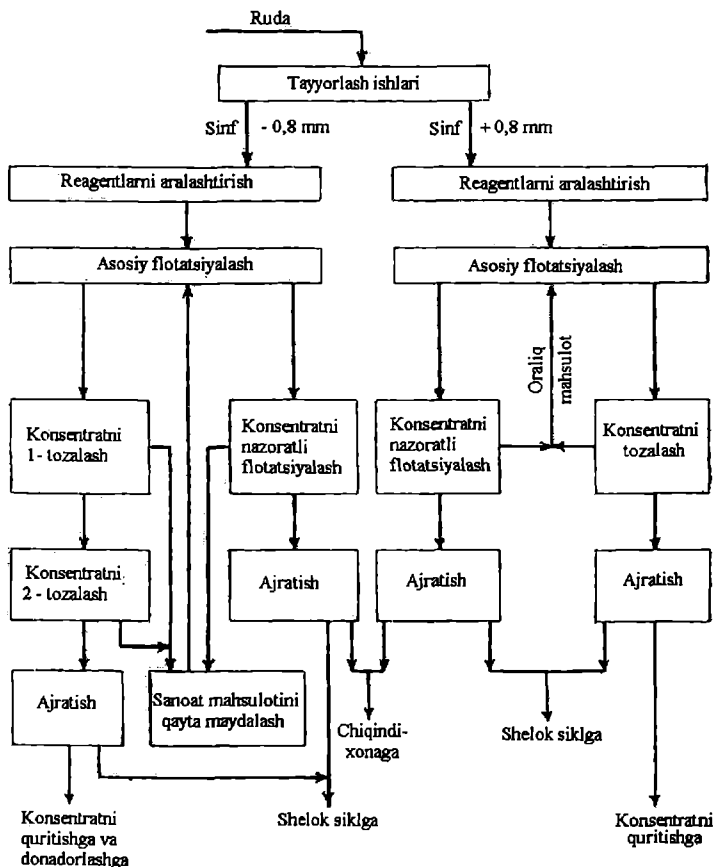 Ruda
Tayyorlash ishlari
Sinf - 0,8 mm
Sinf + 0,8 mm
Reagentlarni aralashtirish
Reagentlarni aralashtirish
Asosiy flotatsiyalash
Asosiy flotatsiyalash
Oraliq
mahsulot
Konsentratni
1- tozalash
Konsentratni
nazoratli
flotatsiyalash
Konsentratni
nazoratli
flotatsiyalash
Konsentratni
tozalash
Konsentratni
2 - tozalash
Ajratish
Ajratish
Ajratish
Ajratish
Sanoat mahsulotini
qayta maydalash
Chiqindi-
xonaga
Shelok siklga
Konsentratni
quritishga va
donadorlashga
Shelok siklga
Konsentratni
quritishga